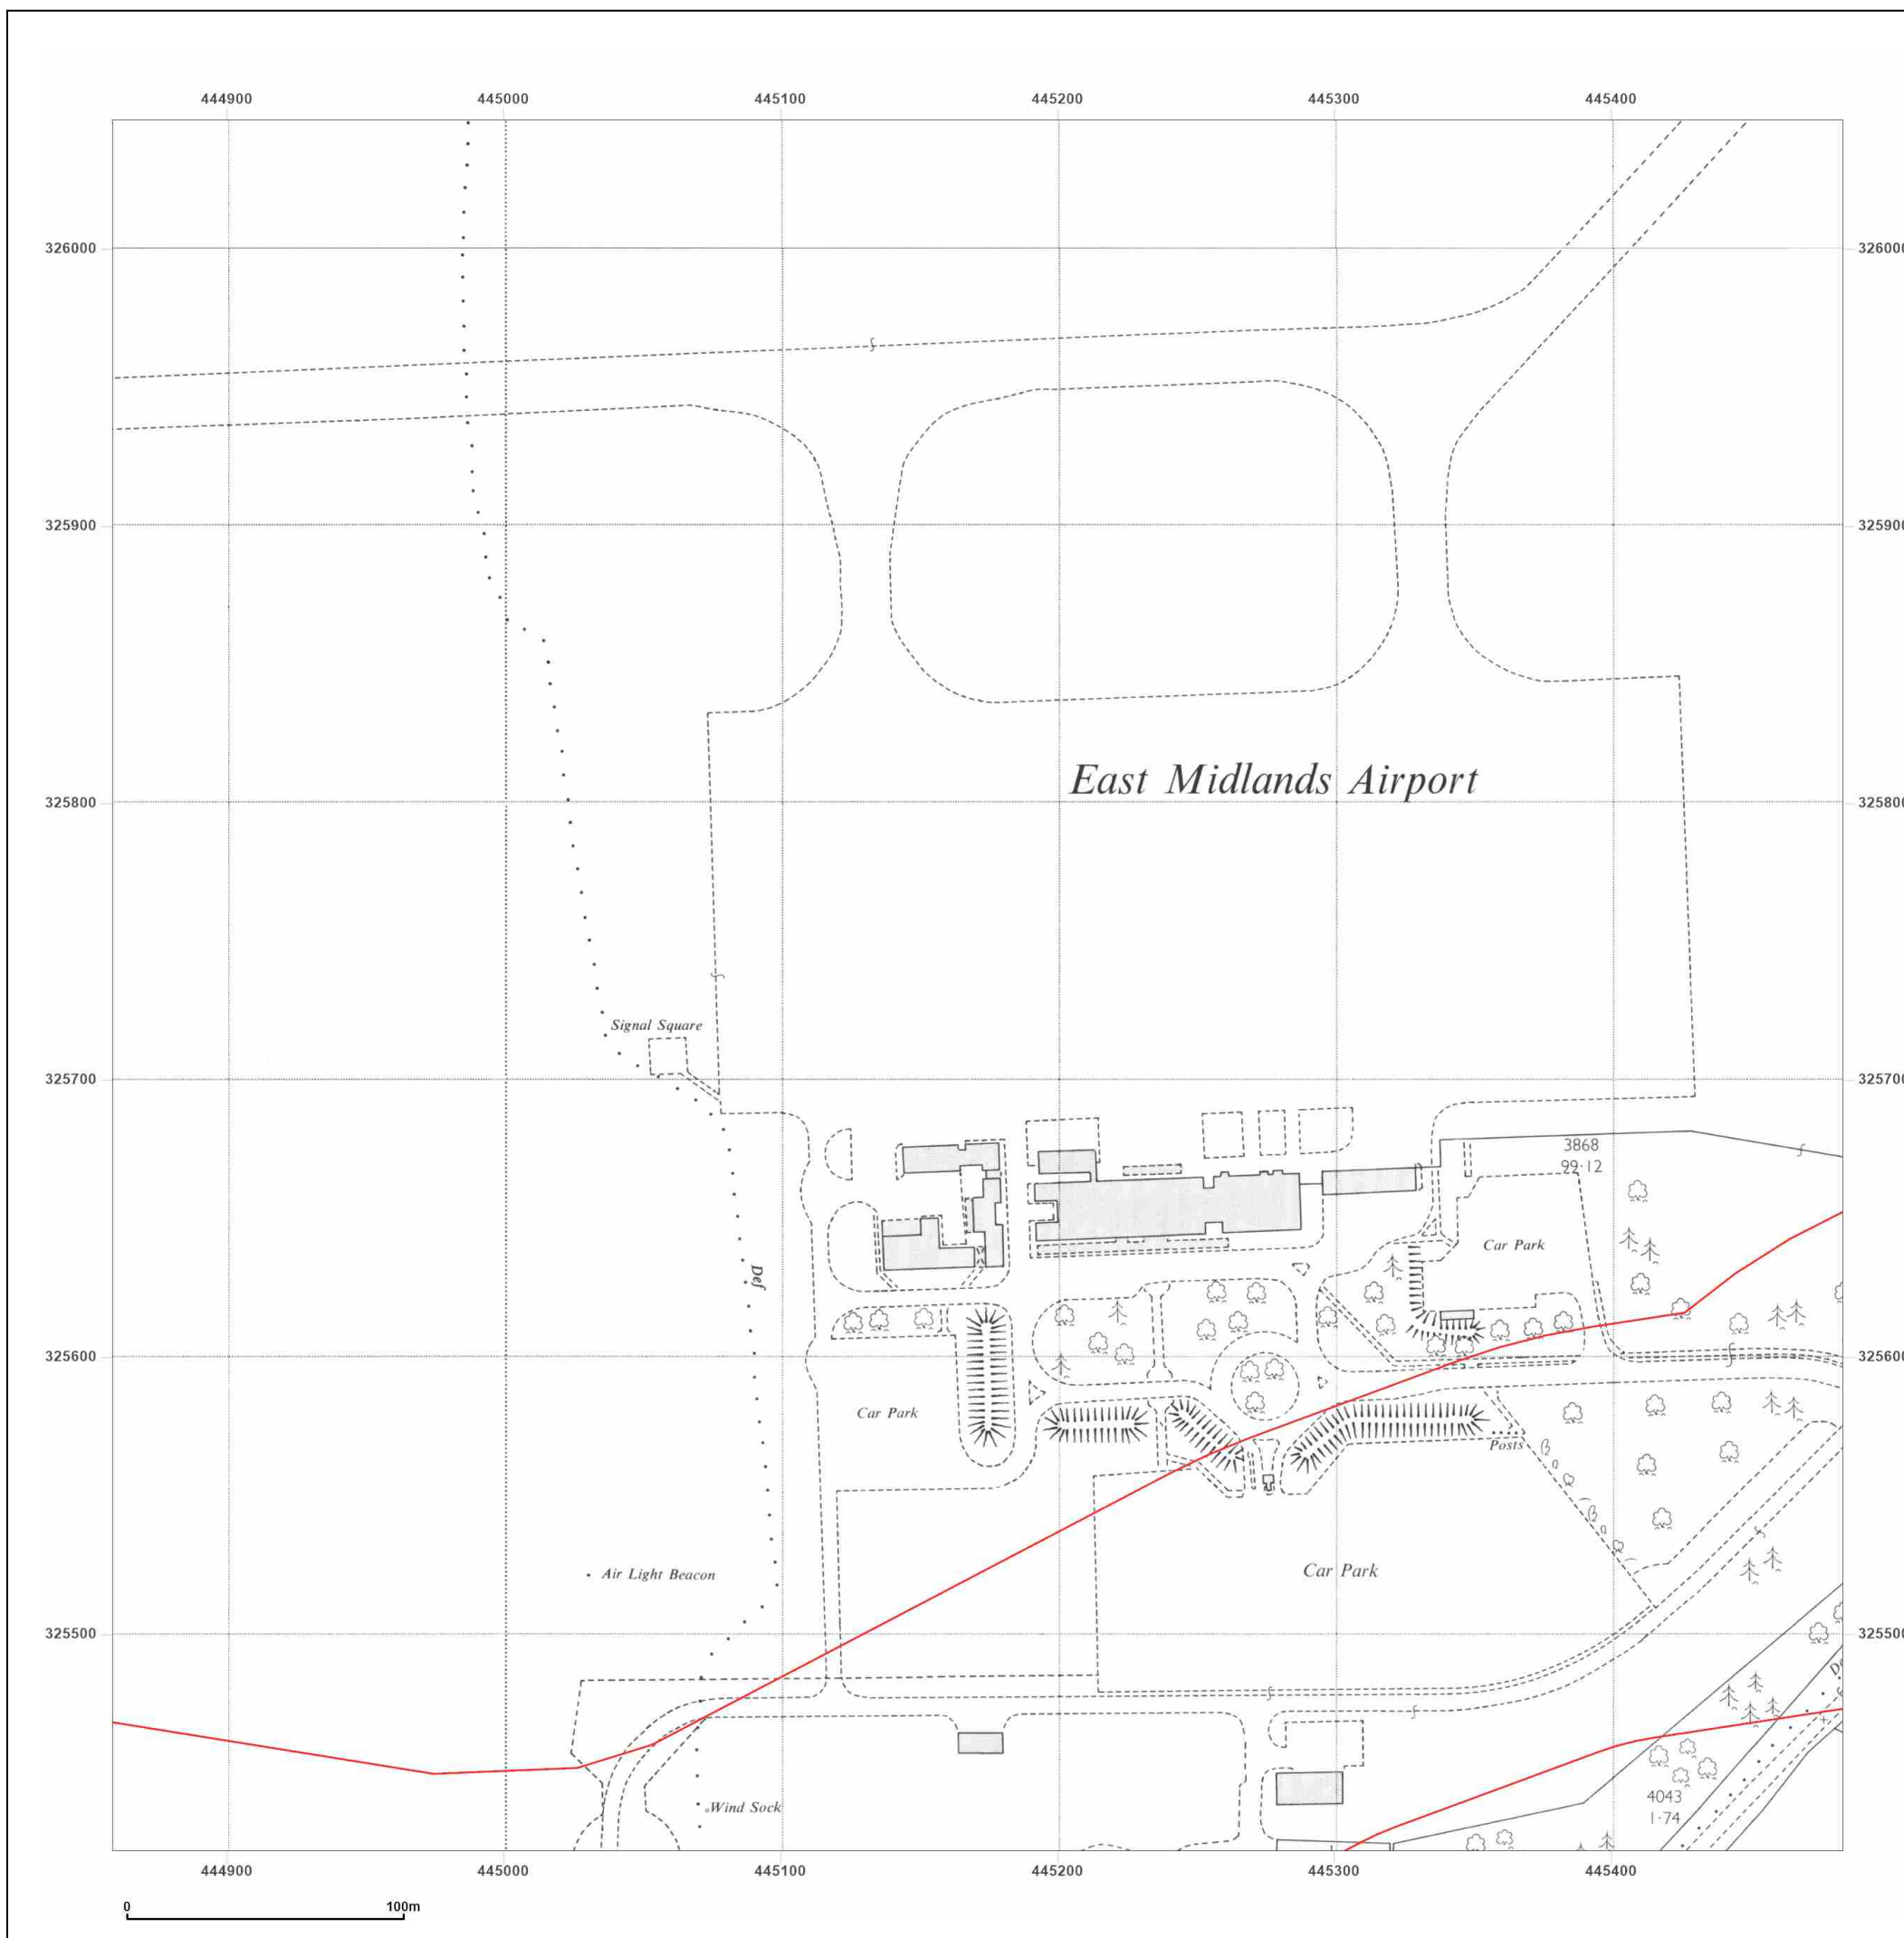 444900 445000 445100 445200 445300 445400
326000 326000
325900 325900
East Midlands Airport
325800 325800
Signal Square
325700 325700
3868
99·12
Car Park
Def
325600 325600
Car Park
Posts
Air Light Beacon
Car Park
325500 325500
4043
1·74
Wind Sock
444900 445000 445100 445200 445300 445400
0 100m